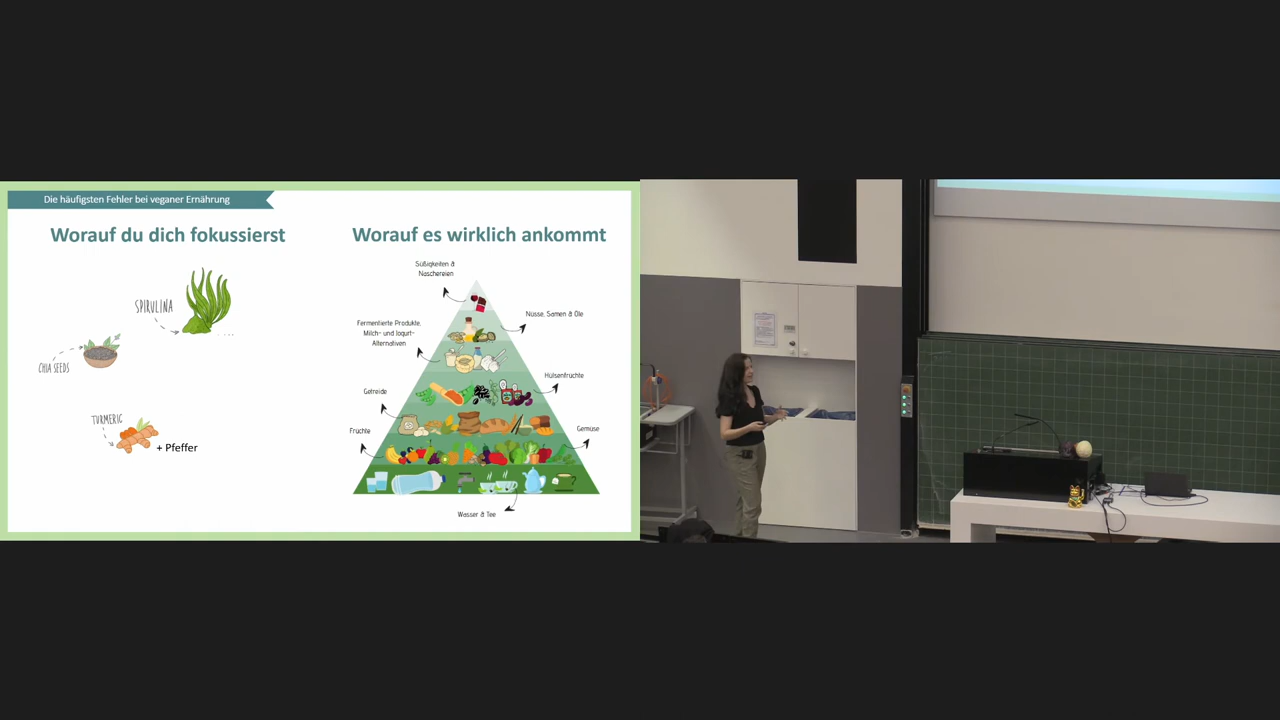 Die häufigsten Fehler bei veganer Ernährung
Worauf du dich fokussierst
SPIRULINA
CHIA SEEDS
TURMERIC
+ Pfeffer
Worauf es wirklich ankommt
Süßigkeiten &
Naschereien
Nüsse, Samen & Öle
Fermentierte Produkte,
Milch- und Jogurt-
Alternativen
Hülsenfrüchte
Getreide
Früchte
Gemüse
Wasser & Tee